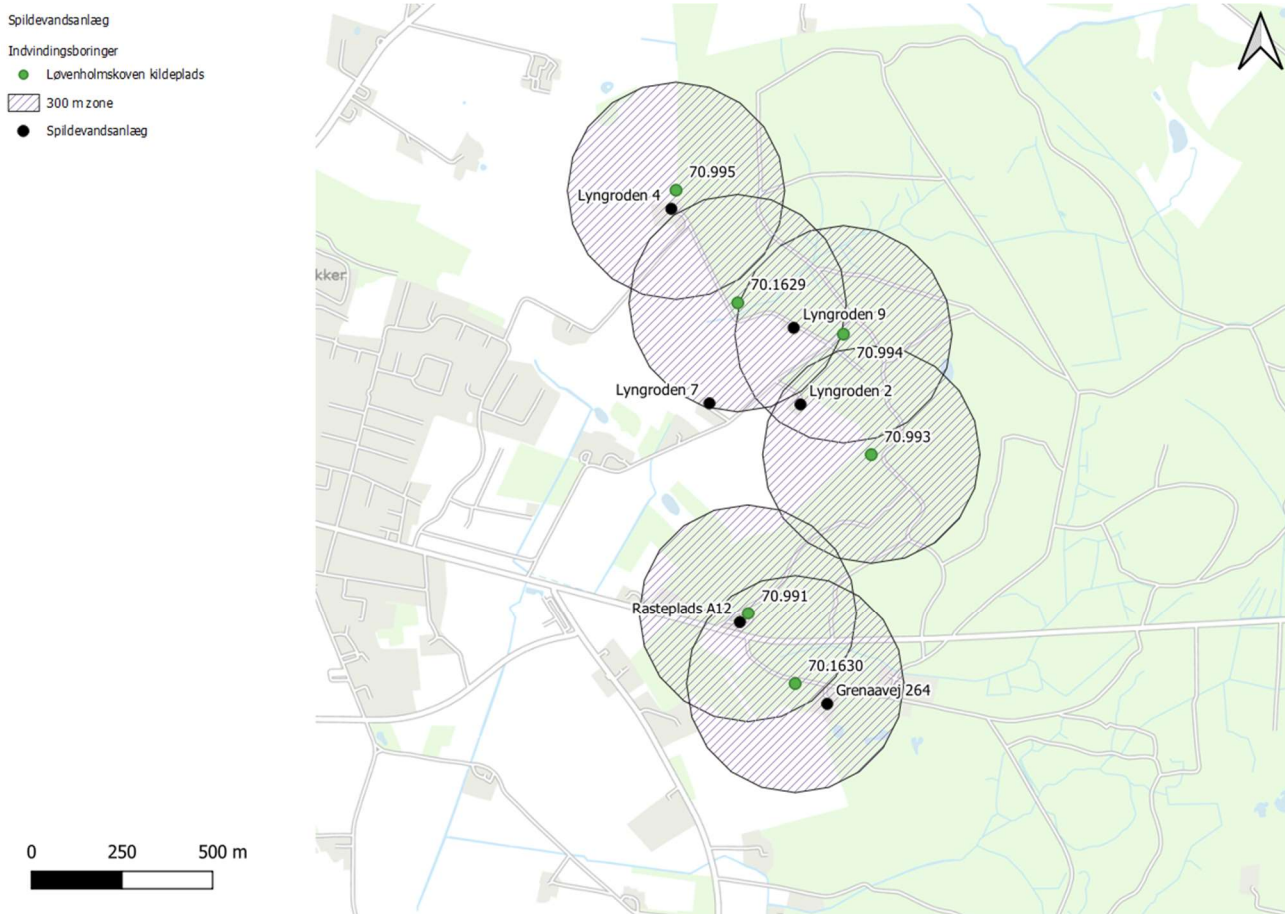 Spildevandsanlæg
Indvindingsboringer
Løvenholmskoven kildeplads
300 m zone
Spildevandsanlæg
70.995
Lyngroden 4
kker
70.1629
Lyngroden 9
70.994
Lyngroden 7
Lyngroden 2
70.993
70.991
Rasteplads A12
70.1630
Grenaavej 264
0 250 500 m